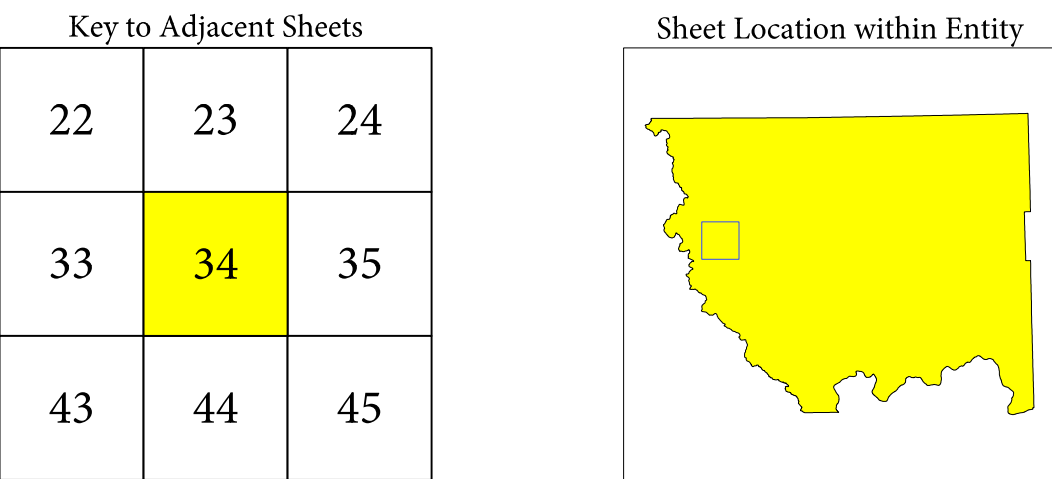 Key to Adjacent Sheets
22 23 24
33 34 35
43 44 45
Sheet Location within Entity